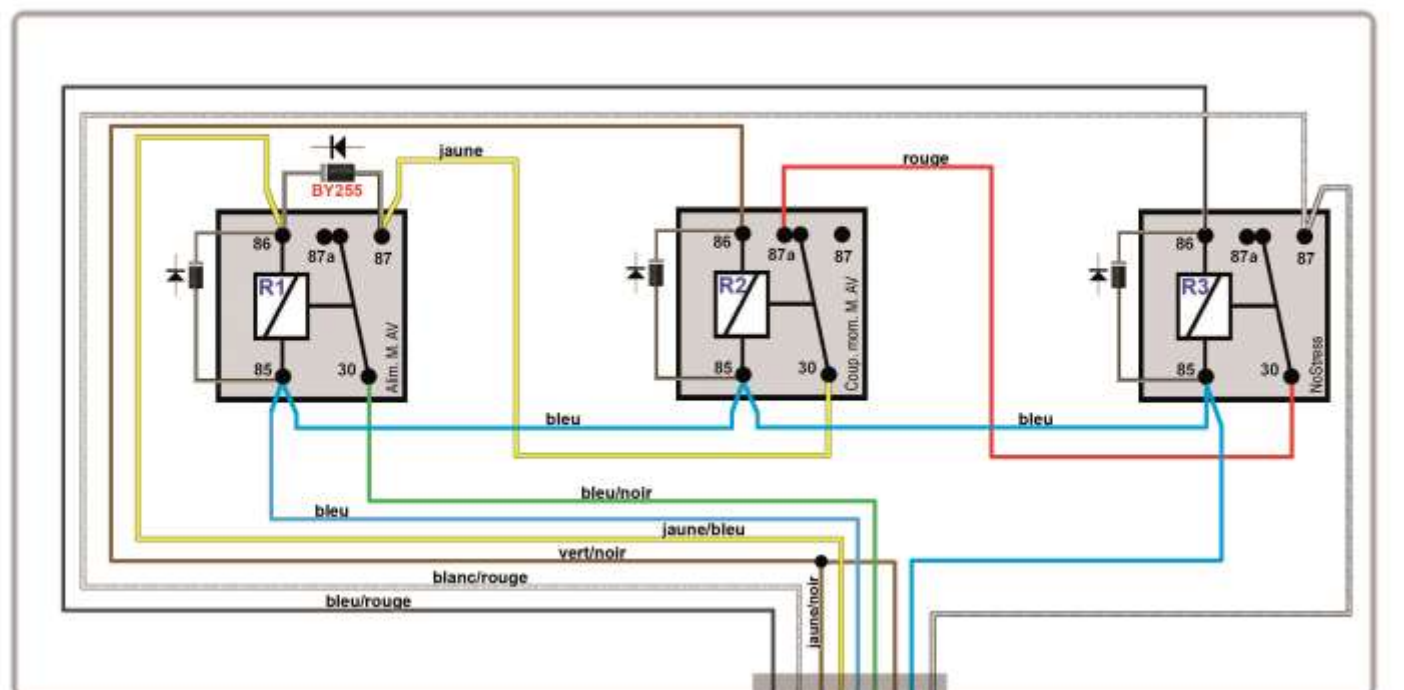 jaune
rouge
BY255
86
87a
87
R1
85
30
Alim. M. AV
86
87a
87
R2
85
30
Coup. mom. M. AV
86
87a
87
R3
85
30
NoStress
bleu
bleu
bleu/noir
bleu
jaune/bleu
vert/noir
blanc/rouge
bleu/rouge
jaune/noir